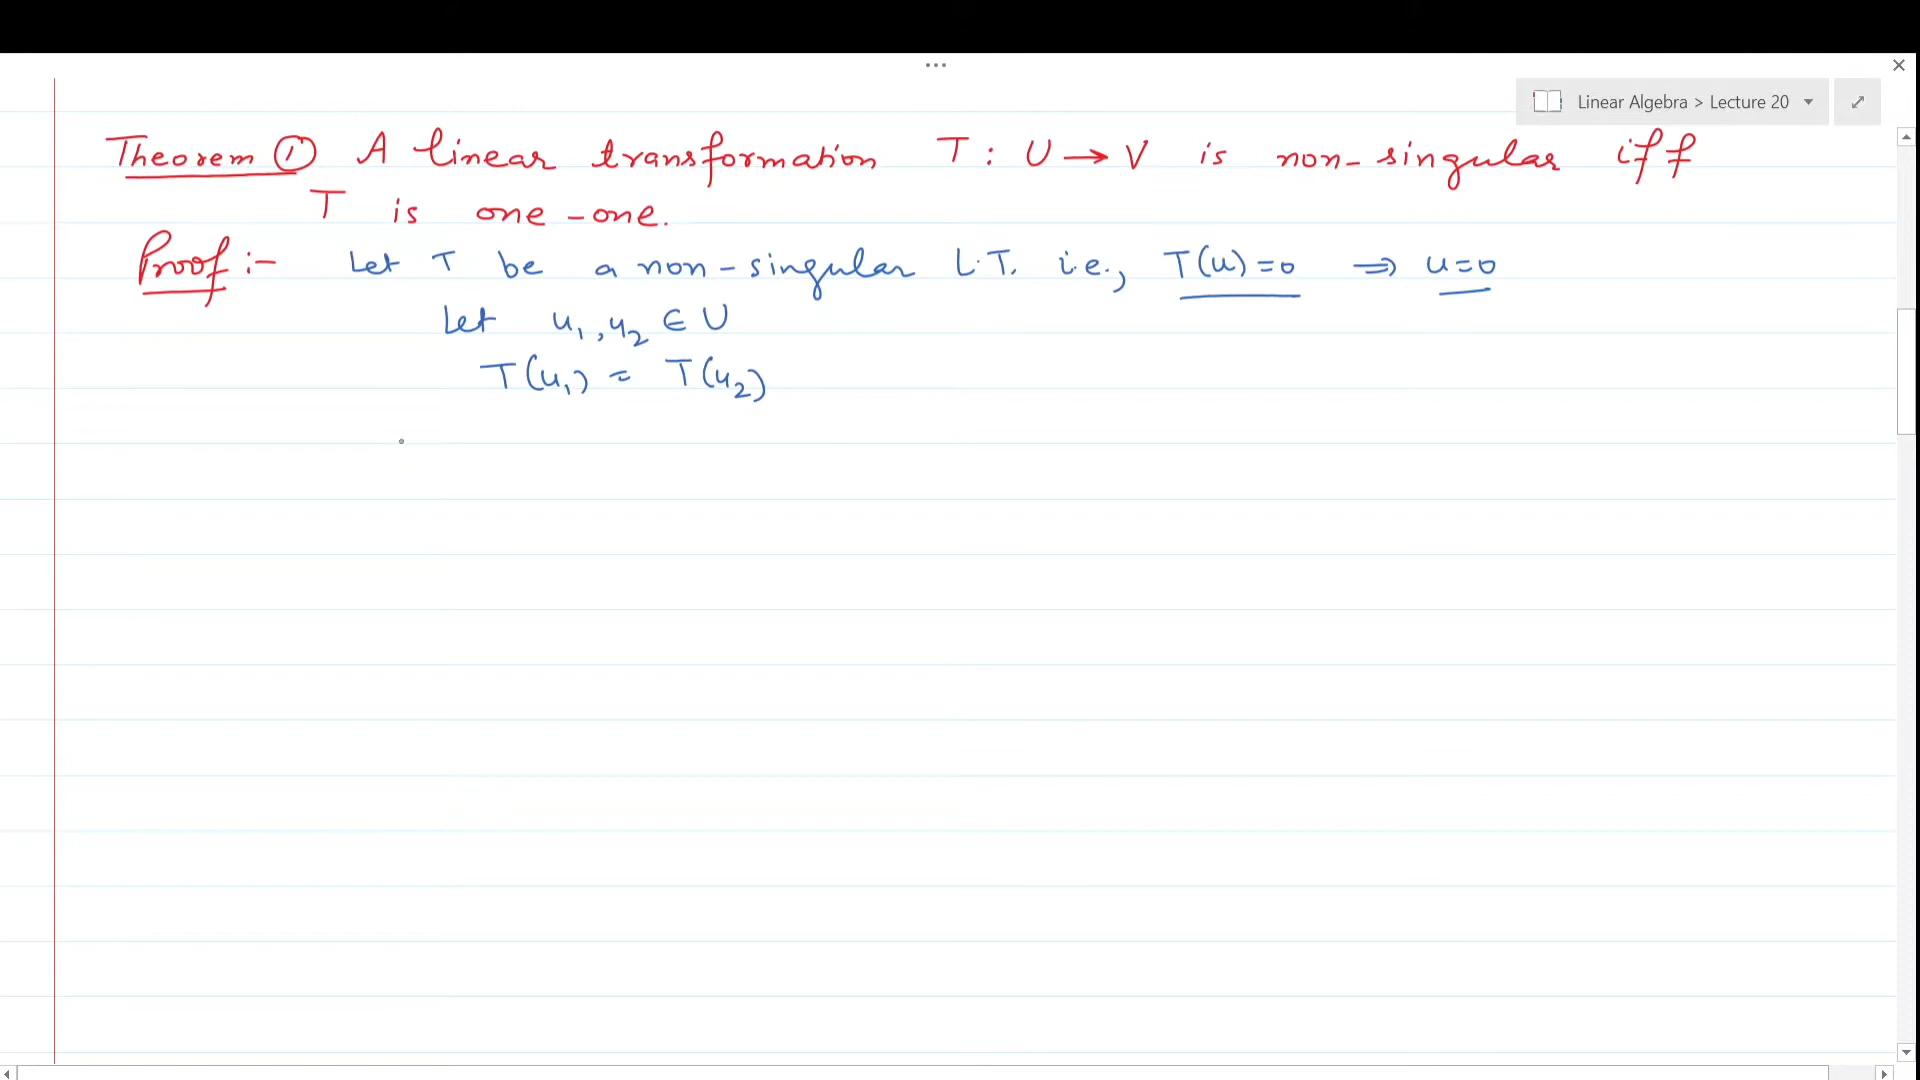 Linear Algebra > Lecture 20
Theorem ① A linear transformation T : U → V is non-singular iff
T is one-one.
Proof :- Let T be a non-singular L.T. i.e., T(u)=0 ⇒ u=0
Let u₁, u₂ ∈ U
T(u₁) = T(u₂)